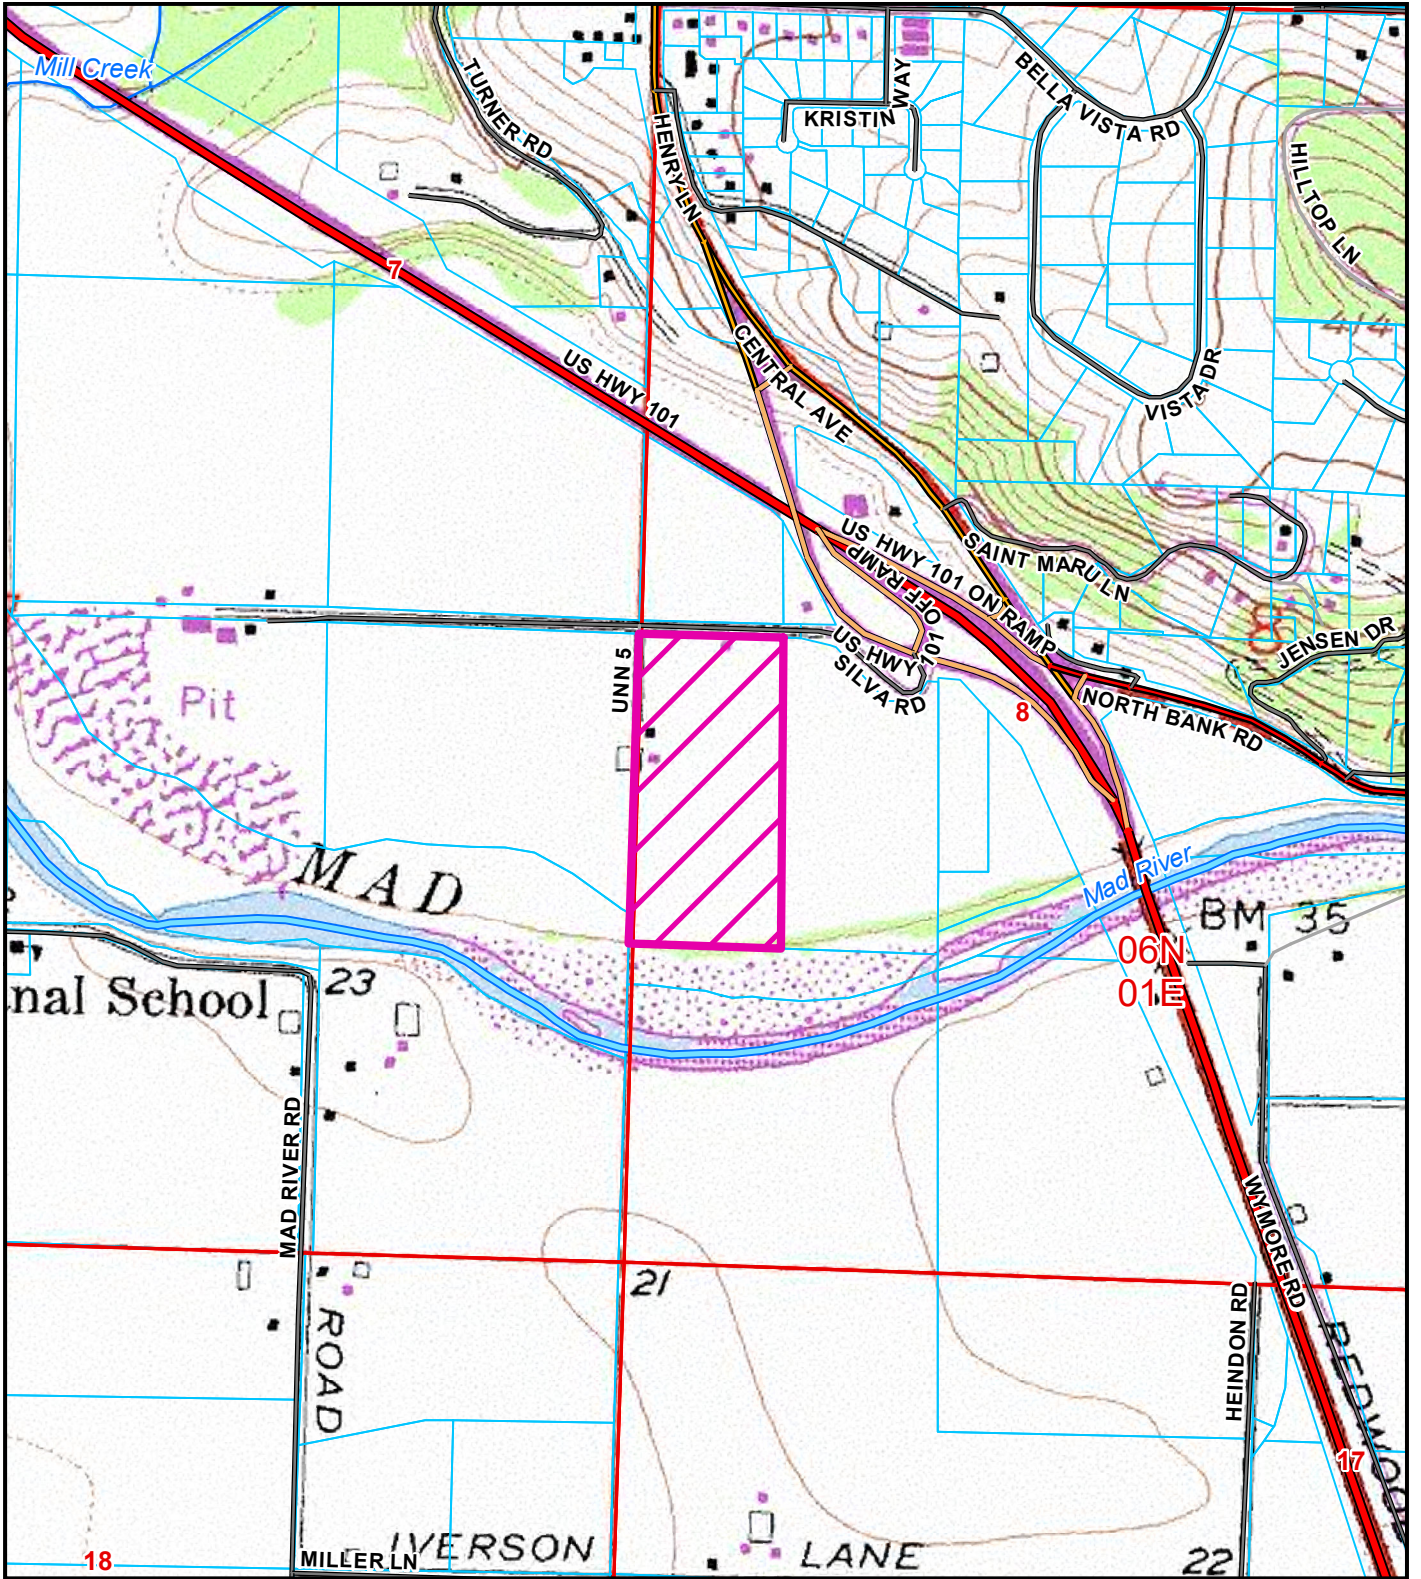 Mill Creek
TURNER RD
HENRY LN
KRISTIN
WAY
BELLA VISTA RD
HILLTOP LN
7
US HWY 101
CENTRAL AVE
VISTA DR
414
US HWY 101 ON RAMP
US HWY
101
OFF RAMP
SAINT MARU LN
JENSEN DR
UNN 5
SILVA RD
8
NORTH BANK RD
Pit
MAD
Mad River
BM 35
06N
01E
nal School
23
MAD RIVER RD
21
ROAD
WYMORE RD
HEINDON RD
REDWOOD
17
18
MILLER LN
IVERSON
LANE
22